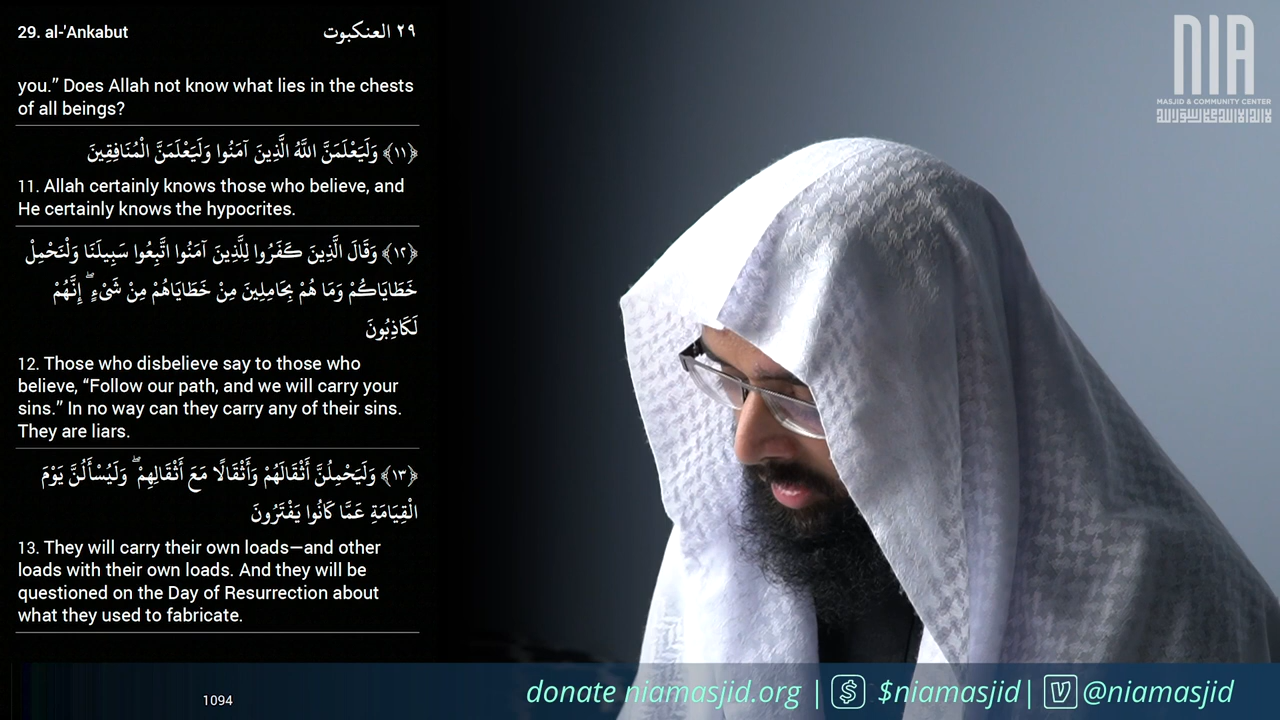 29. al-'Ankabut
٢٩ العنكبوت
you.” Does Allah not know what lies in the chests
of all beings?
﴿١١﴾ وَلَيَعْلَمَنَّ اللَّهُ الَّذِينَ آمَنُوا وَلَيَعْلَمَنَّ الْمُنَافِقِينَ
11. Allah certainly knows those who believe, and
He certainly knows the hypocrites.
﴿١٢﴾ وَقَالَ الَّذِينَ كَفَرُوا لِلَّذِينَ آمَنُوا اتَّبِعُوا سَبِيلَنَا وَلْنَحْمِلْ
خَطَايَاكُمْ وَمَا هُمْ بِحَامِلِينَ مِنْ خَطَايَاهُمْ مِنْ شَيْءٍ ۖ إِنَّهُمْ
لَكَاذِبُونَ
12. Those who disbelieve say to those who
believe, “Follow our path, and we will carry your
sins.” In no way can they carry any of their sins.
They are liars.
﴿١٣﴾ وَلَيَحْمِلُنَّ أَثْقَالَهُمْ وَأَثْقَالًا مَعَ أَثْقَالِهِمْ ۖ وَلَيُسْأَلُنَّ يَوْمَ
الْقِيَامَةِ عَمَّا كَانُوا يَفْتَرُونَ
13. They will carry their own loads—and other
loads with their own loads. And they will be
questioned on the Day of Resurrection about
what they used to fabricate.
1094
NIA
MASJID & COMMUNITY CENTER
donate niamasjid.org | $ $niamasjid | V @niamasjid